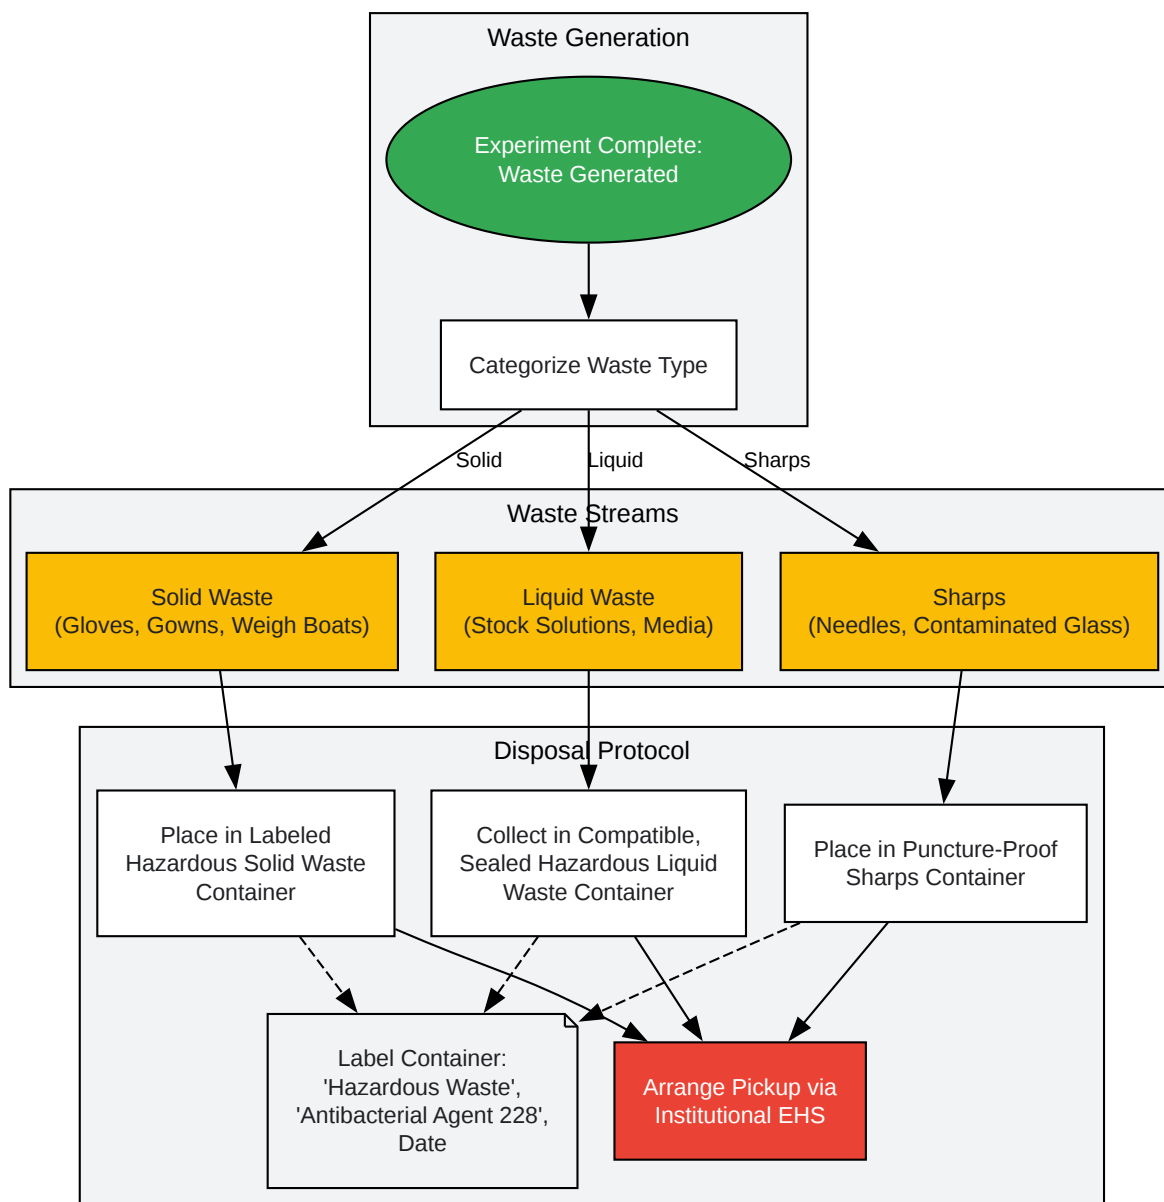 Waste Generation
Experiment Complete:
Waste Generated
Categorize Waste Type
Solid
Liquid
Sharps
Waste Streams
Solid Waste
(Gloves, Gowns, Weigh Boats)
Liquid Waste
(Stock Solutions, Media)
Sharps
(Needles, Contaminated Glass)
Disposal Protocol
Place in Labeled
Hazardous Solid Waste
Container
Collect in Compatible,
Sealed Hazardous Liquid
Waste Container
Place in Puncture-Proof
Sharps Container
Label Container:
'Hazardous Waste',
'Antibacterial Agent 228',
Date
Arrange Pickup via
Institutional EHS